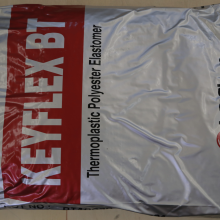 KEYFLEX BT
Thermoplastic Polyester Elastomer